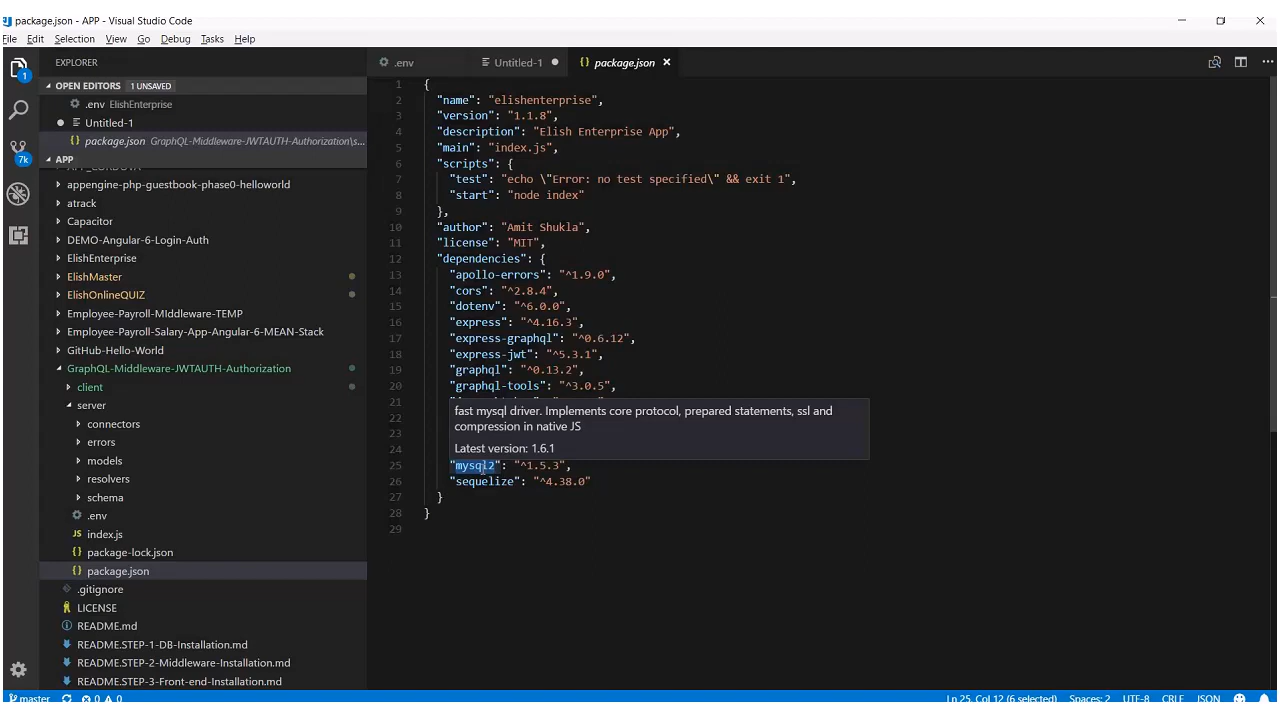 package.json - APP - Visual Studio Code
File Edit Selection View Go Debug Tasks Help
EXPLORER
OPEN EDITORS 1 UNSAVED
.env ElishEnterprise
Untitled-1
package.json GraphQL-Middleware-JWTAUTH-Authorization\s...
APP
appengine-php-guestbook-phase0-helloworld
atrack
Capacitor
DEMO-Angular-6-Login-Auth
ElishEnterprise
ElishMaster
ElishOnlineQUIZ
Employee-Payroll-MIddleware-TEMP
Employee-Payroll-Salary-App-Angular-6-MEAN-Stack
GitHub-Hello-World
GraphQL-Middleware-JWTAUTH-Authorization
client
server
connectors
errors
models
resolvers
schema
.env
index.js
package-lock.json
package.json
.gitignore
LICENSE
README.md
README.STEP-1-DB-Installation.md
README.STEP-2-Middleware-Installation.md
README.STEP-3-Front-end-Installation.md
1
7k
.env Untitled-1 package.json
1 {
2 "name": "elishenterprise",
3 "version": "1.1.8",
4 "description": "Elish Enterprise App",
5 "main": "index.js",
6 "scripts": {
7 "test": "echo \"Error: no test specified\" && exit 1",
8 "start": "node index"
9 },
10 "author": "Amit Shukla",
11 "license": "MIT",
12 "dependencies": {
13 "apollo-errors": "^1.9.0",
14 "cors": "^2.8.4",
15 "dotenv": "^6.0.0",
16 "express": "^4.16.3",
17 "express-graphql": "^0.6.12",
18 "express-jwt": "^5.3.1",
19 "graphql": "^0.13.2",
20 "graphql-tools": "^3.0.5",
21
22
23
24
fast mysql driver. Implements core protocol, prepared statements, ssl and
compression in native JS
Latest version: 1.6.1
25 "mysql2": "^1.5.3",
26 "sequelize": "^4.38.0"
27 }
28 }
29
master 0 0 Ln 25, Col 12 (6 selected) Spaces: 2 UTF-8 CRLF JSON